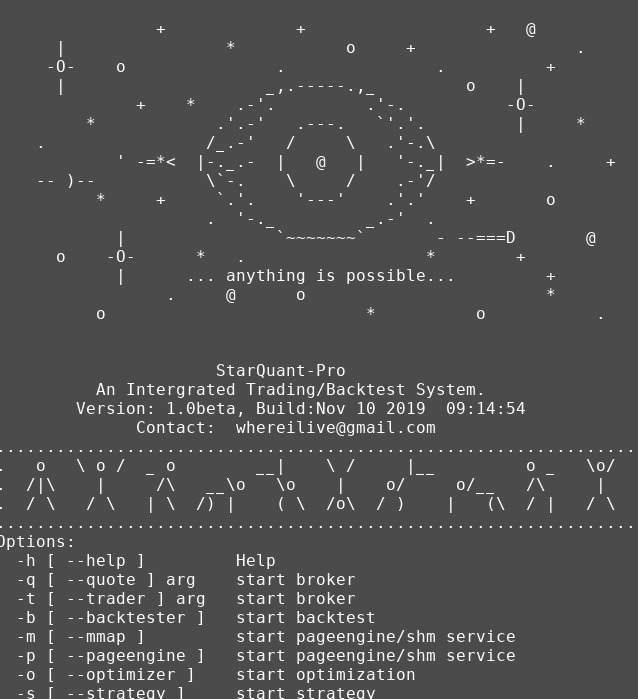 ... anything is possible...
StarQuant-Pro
An Intergrated Trading/Backtest System.
Version: 1.0beta, Build:Nov 10 2019  09:14:54
Contact:  whereilive@gmail.com
Options:
-h [ --help ]         Help
-q [ --quote ] arg    start broker
-t [ --trader ] arg   start broker
-b [ --backtester ]   start backtest
-m [ --mmap ]         start pageengine/shm service
-p [ --pageengine ]   start pageengine/shm service
-o [ --optimizer ]    start optimization
-s [ --strategy ]     start strategy